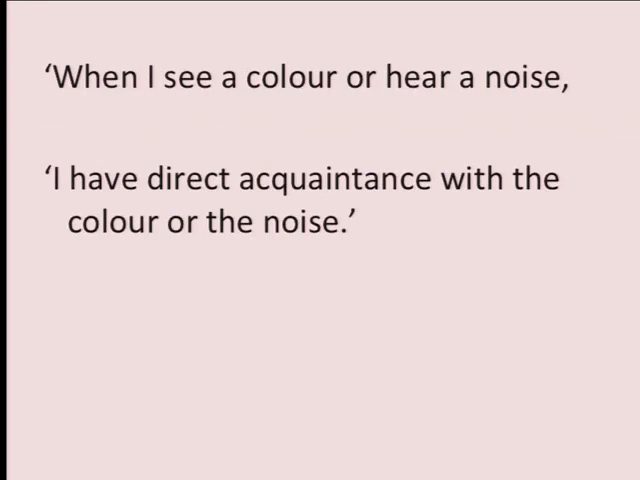 ‘When I see a colour or hear a noise,
‘I have direct acquaintance with the
colour or the noise.’